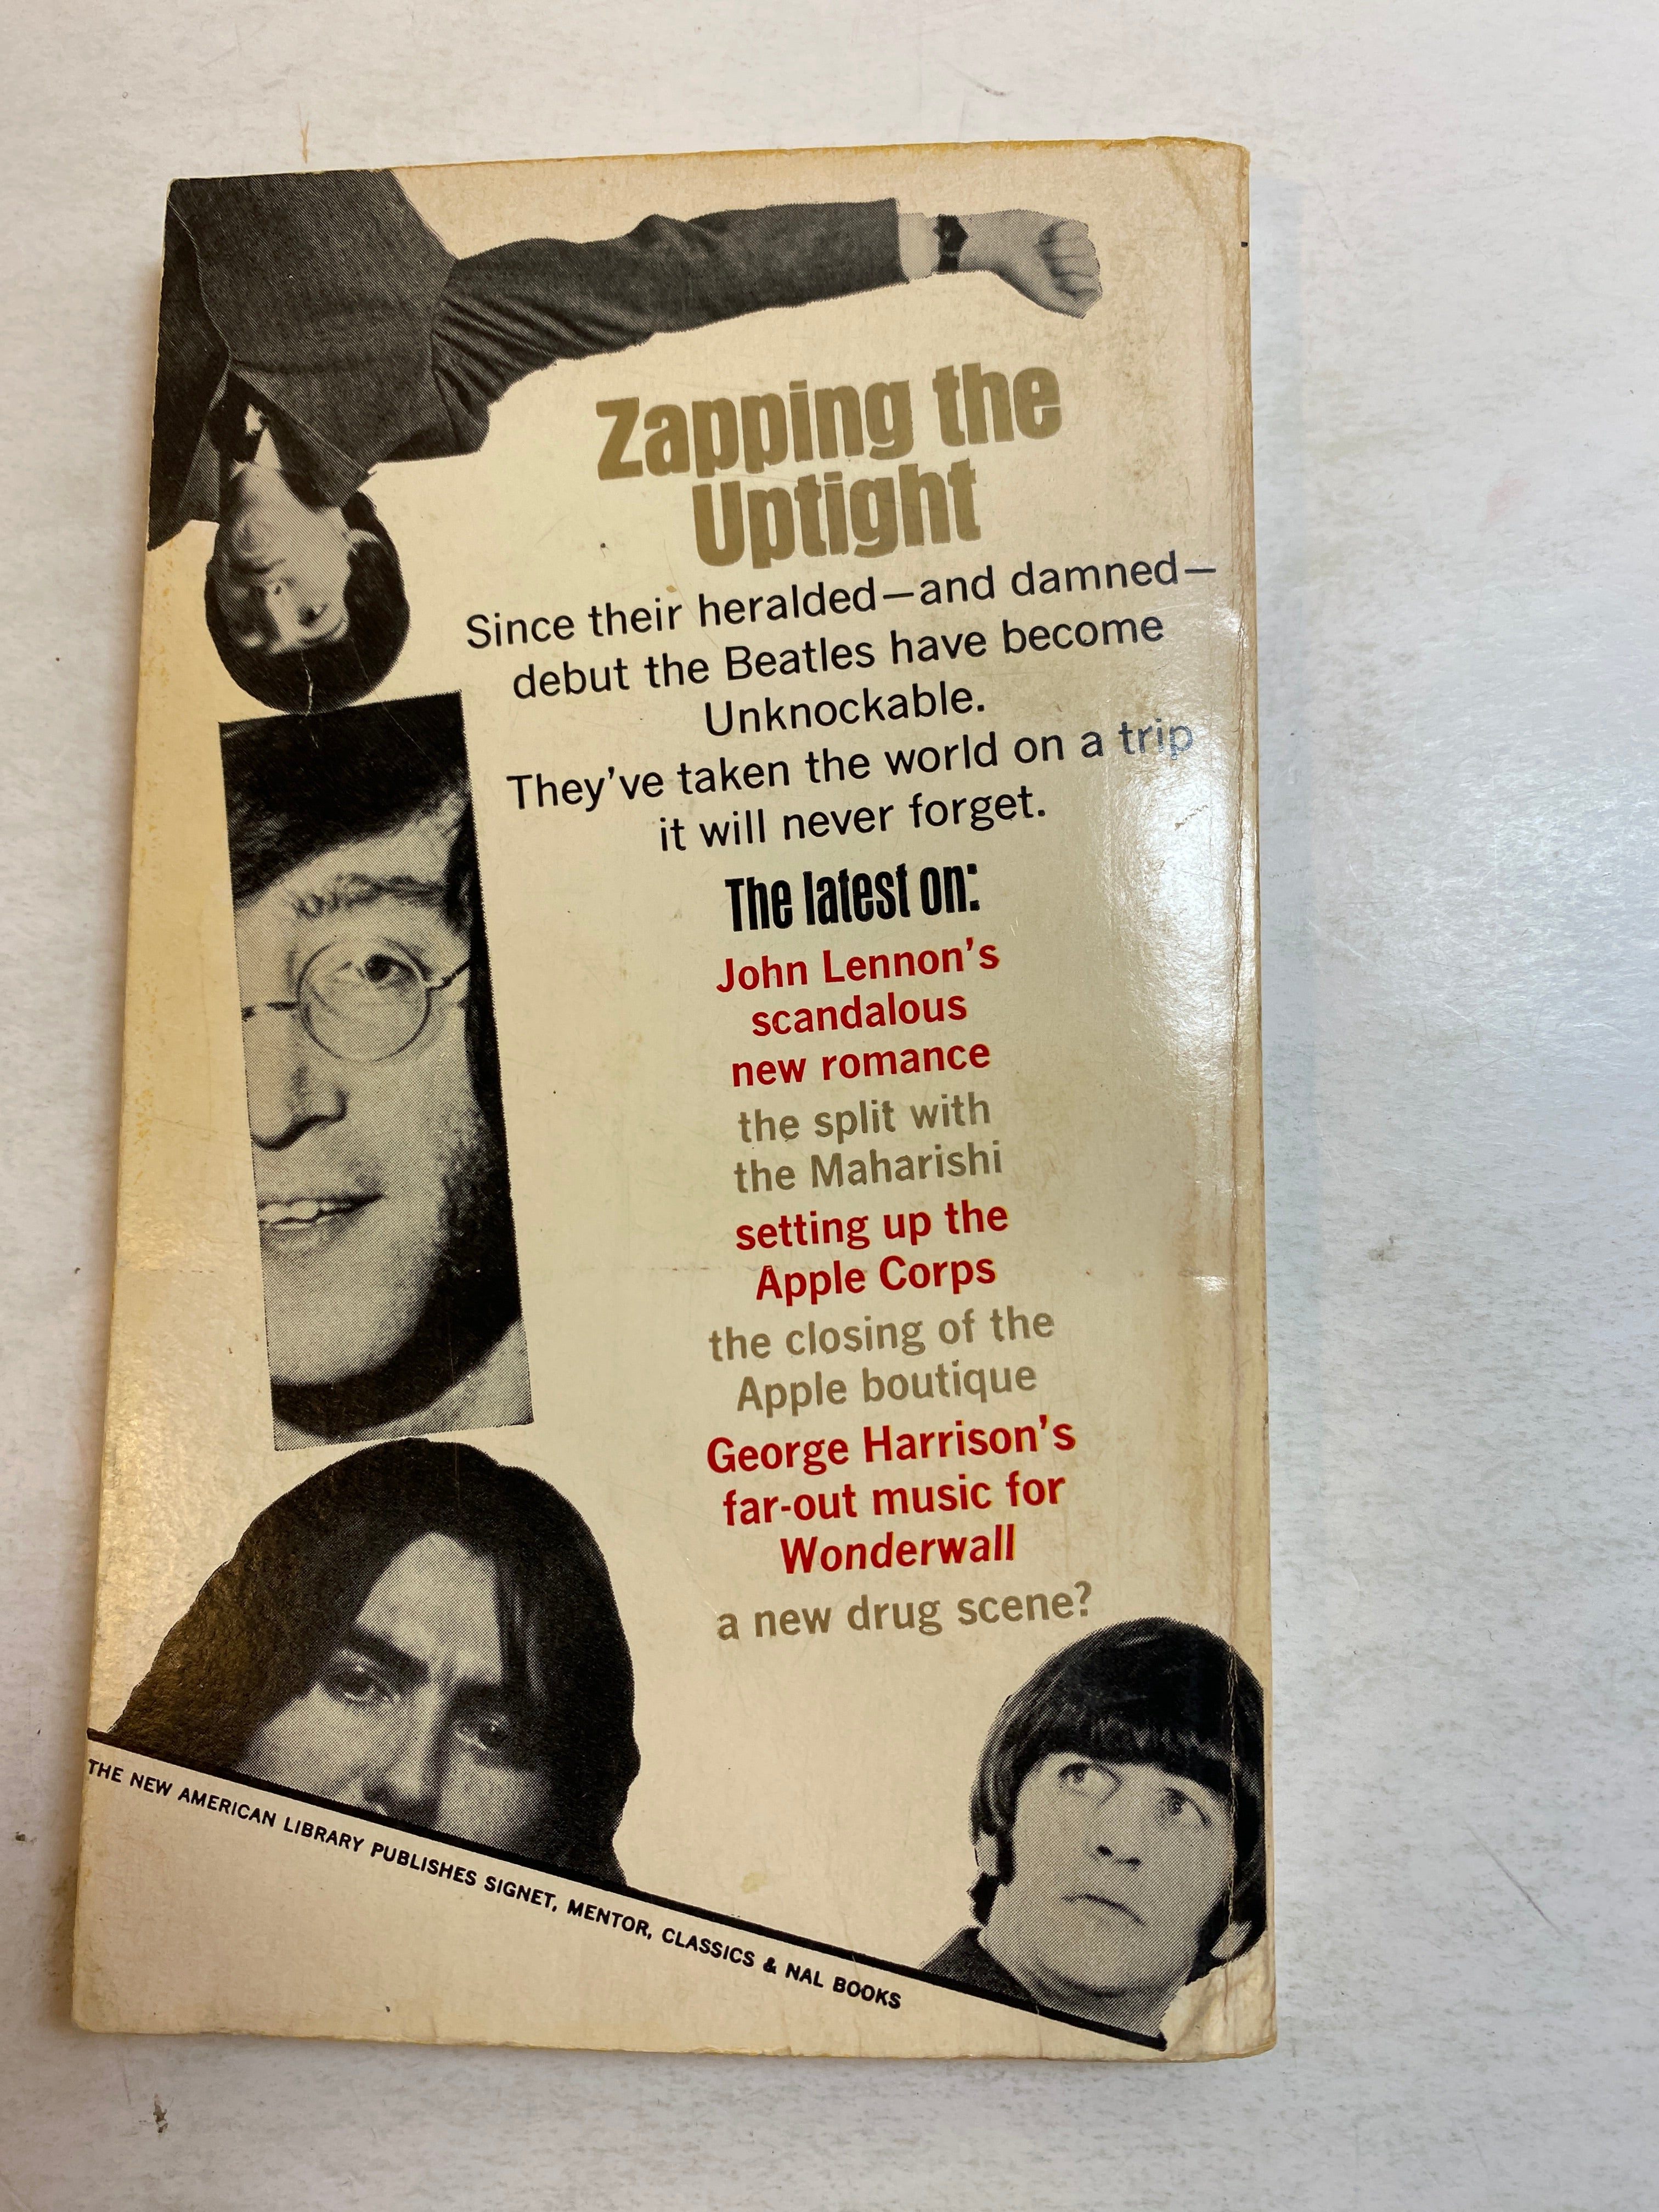 Zapping the
Uptight
Since their heralded—and damned—
debut the Beatles have become
Unknockable.
They've taken the world on a trip
it will never forget.
The latest on:
John Lennon's
scandalous
new romance
the split with
the Maharishi
setting up the
Apple Corps
the closing of the
Apple boutique
George Harrison's
far-out music for
Wonderwall
a new drug scene?
THE NEW AMERICAN LIBRARY PUBLISHES SIGNET, MENTOR, CLASSICS & NAL BOOKS